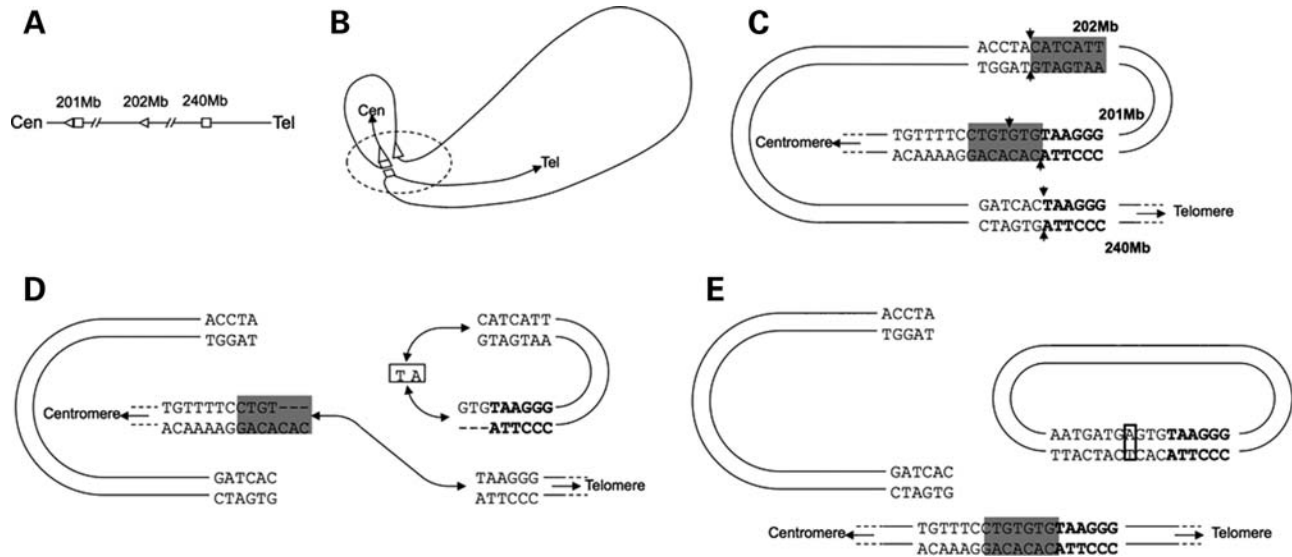 A
201Mb 202Mb 240Mb
Cen Tel
B
Cen
Tel
C
202Mb
ACCTACATCATT
TGGATGTAGTAA
201Mb
Centromere TGTTTTCCTGTGTGTAAGGG
ACAAAAGGACACACATTCCC
GATCACTAAGGG
CTAGTGATTCCC
Telomere
240Mb
D
ACCTA
TGGAT
CATCATT
GTAGTAA
T A
Centromere TGTTTTCCTGT---
ACAAAAGGACACAC
GTGTAAGGG
---ATTCCC
GATCAC
CTAGTG
TAAGGG
ATTCCC
Telomere
E
ACCTA
TGGAT
AATGATGAGTGTAAGGG
TTACTACTCACATTCCC
GATCAC
CTAGTG
Centromere TGTTTCCTGTGTGTAAGGG Telomere
ACAAAGGACACACATTCCC